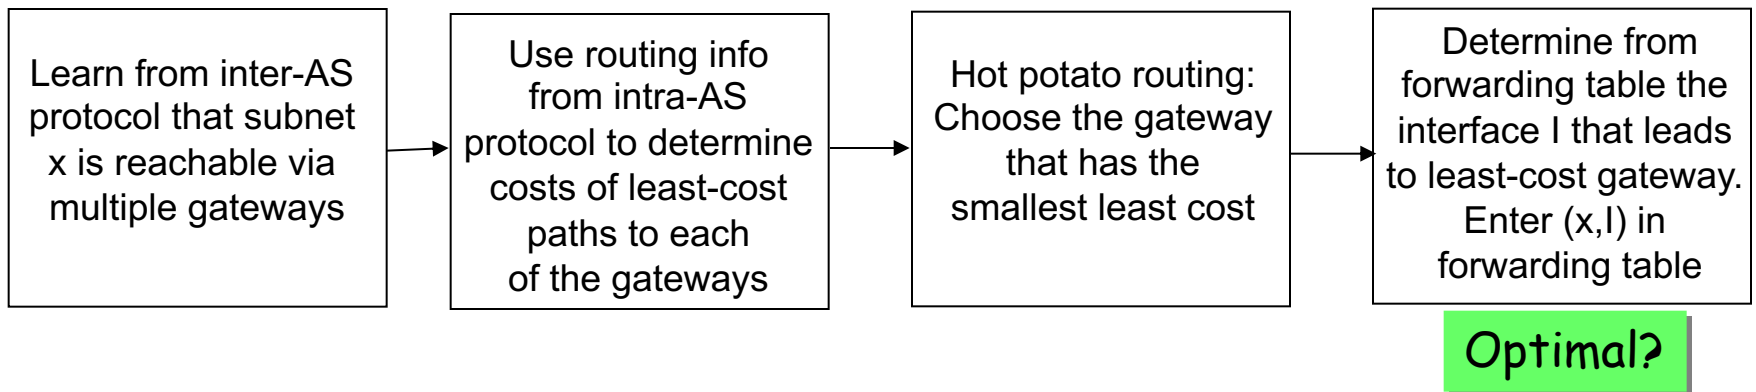 Learn from inter-AS
protocol that subnet
x is reachable via
multiple gateways
Use routing info
from intra-AS
protocol to determine
costs of least-cost
paths to each
of the gateways
Hot potato routing:
Choose the gateway
that has the
smallest least cost
Determine from
forwarding table the
interface I that leads
to least-cost gateway.
Enter (x,I) in
forwarding table
Optimal?